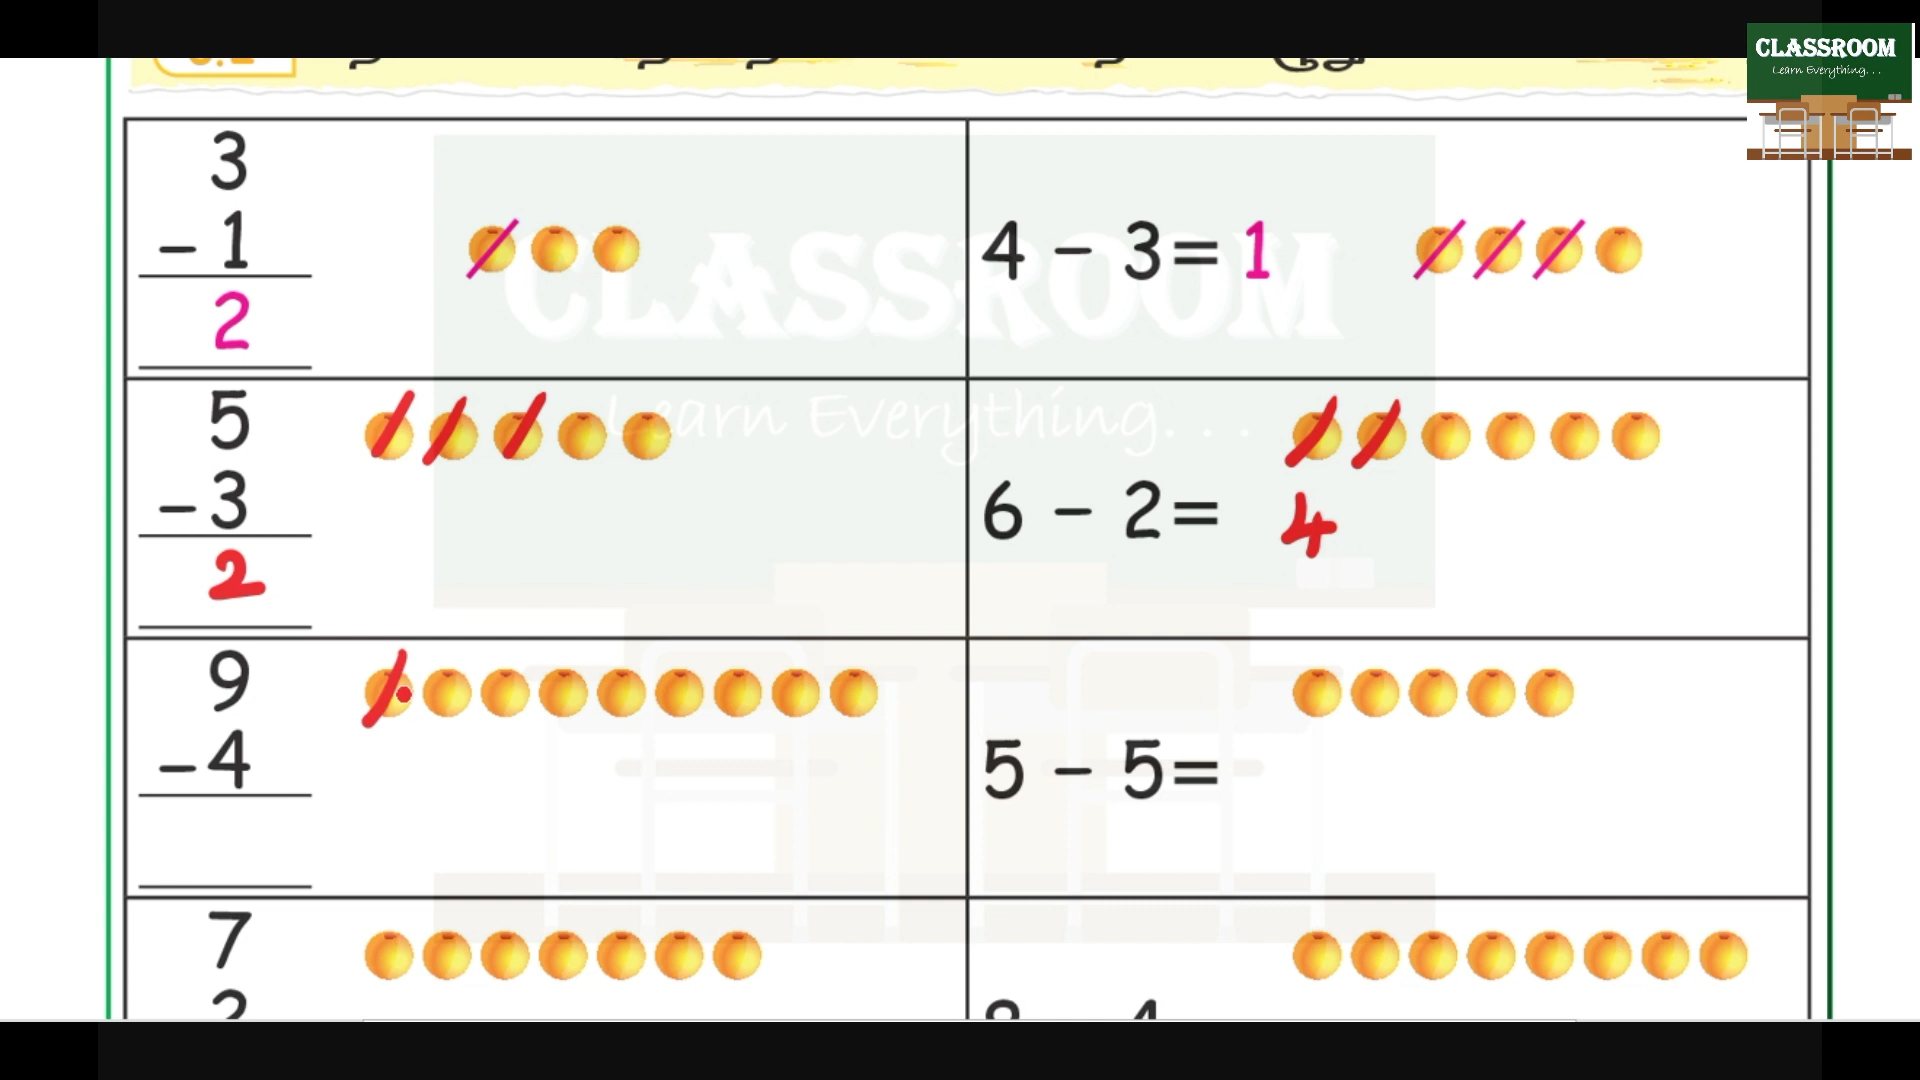 CLASSROOM
Learn Everything. . .
3
- 1
2
4 - 3 = 1
5
- 3
2
6 - 2 = 4
9
- 4
5 - 5 =
7
CLASSROOM
Learn Everything. . .